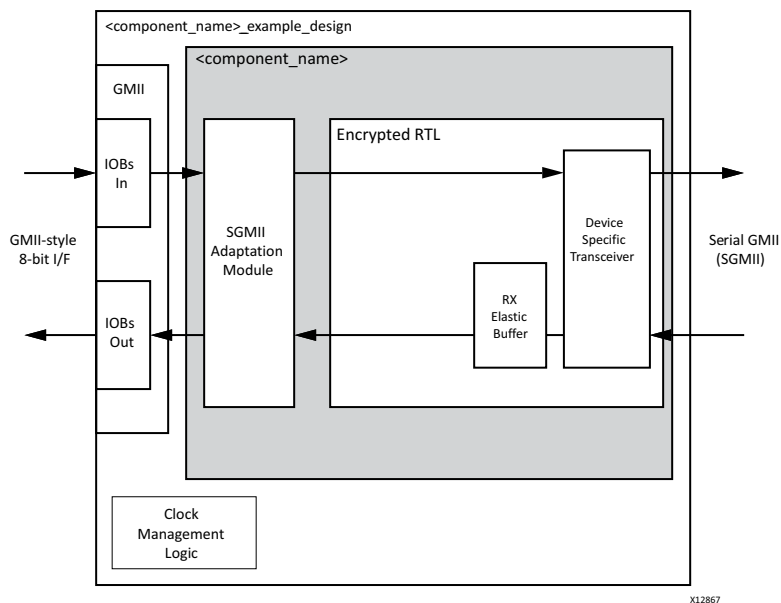 <component_name>_example_design
<component_name>
GMII
Encrypted RTL
IOBs
In
SGMII
Adaptation
Module
Device
Specific
Transceiver
GMII-style
8-bit I/F
Serial GMII
(SGMII)
RX
Elastic
Buffer
IOBs
Out
Clock
Management
Logic
X12867